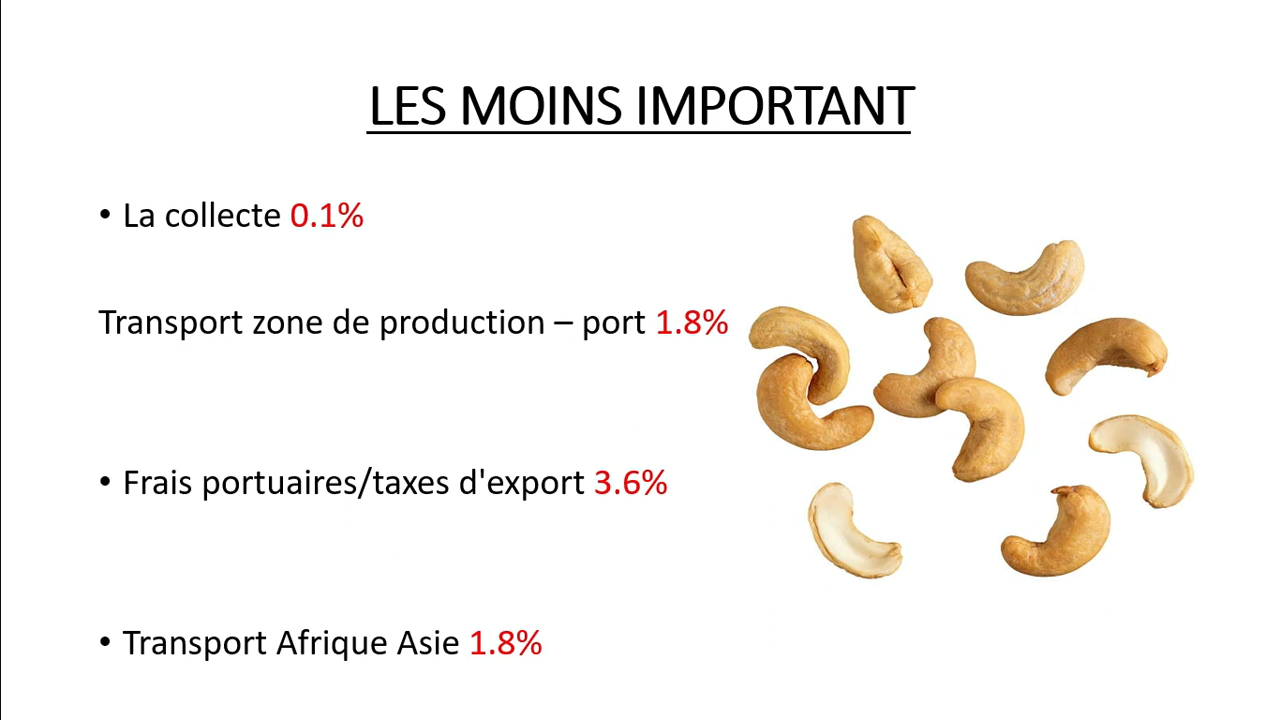 LES MOINS IMPORTANT
• La collecte 0.1%
Transport zone de production – port 1.8%
• Frais portuaires/taxes d'export 3.6%
• Transport Afrique Asie 1.8%